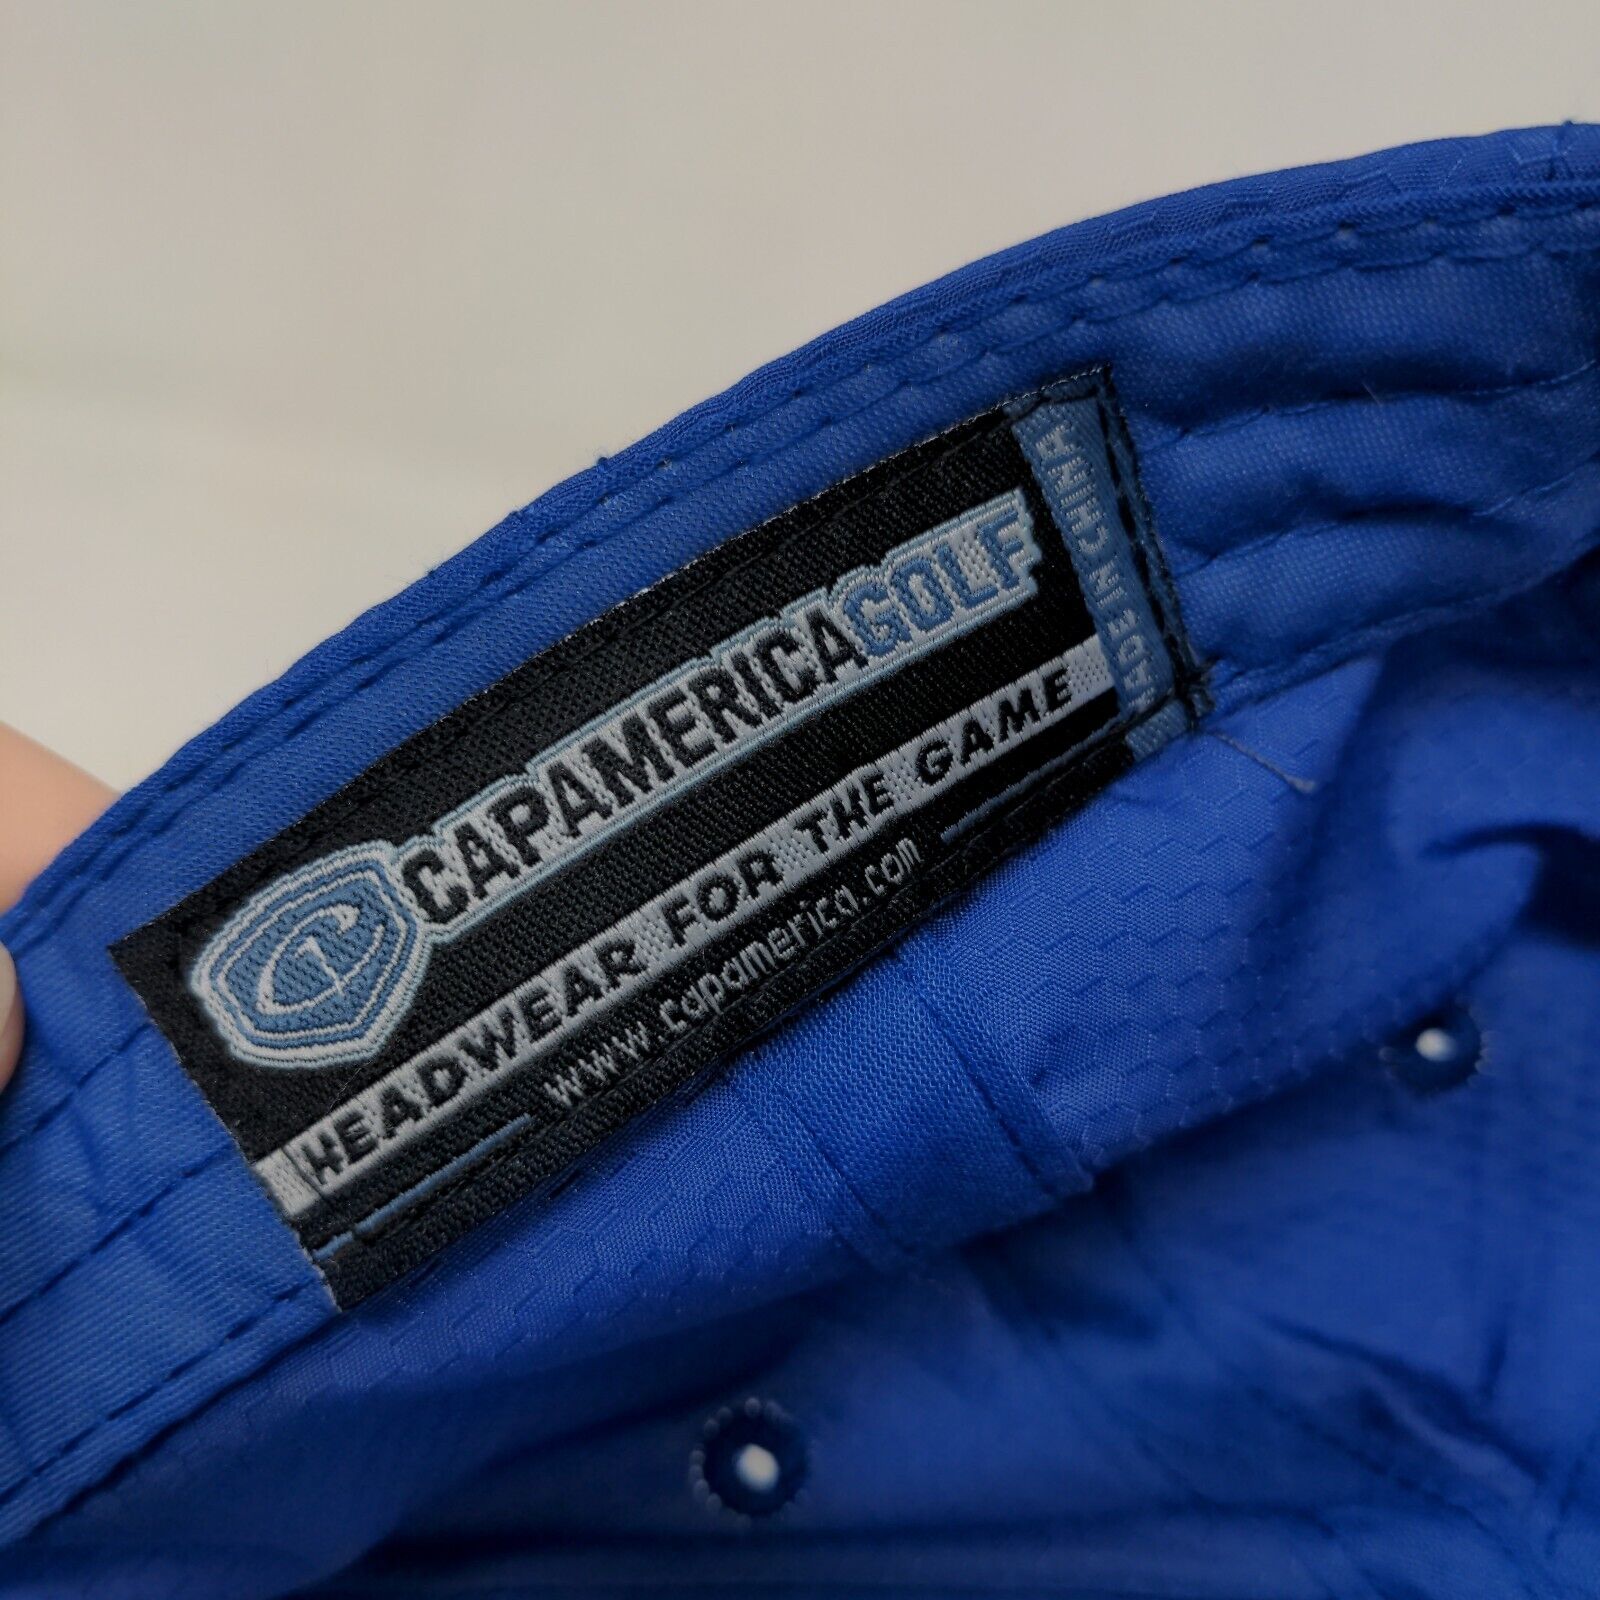 CAPAMERICAGOLF
HEADWEAR FOR THE GAME
www.capamerica.com
MADE IN CHINA